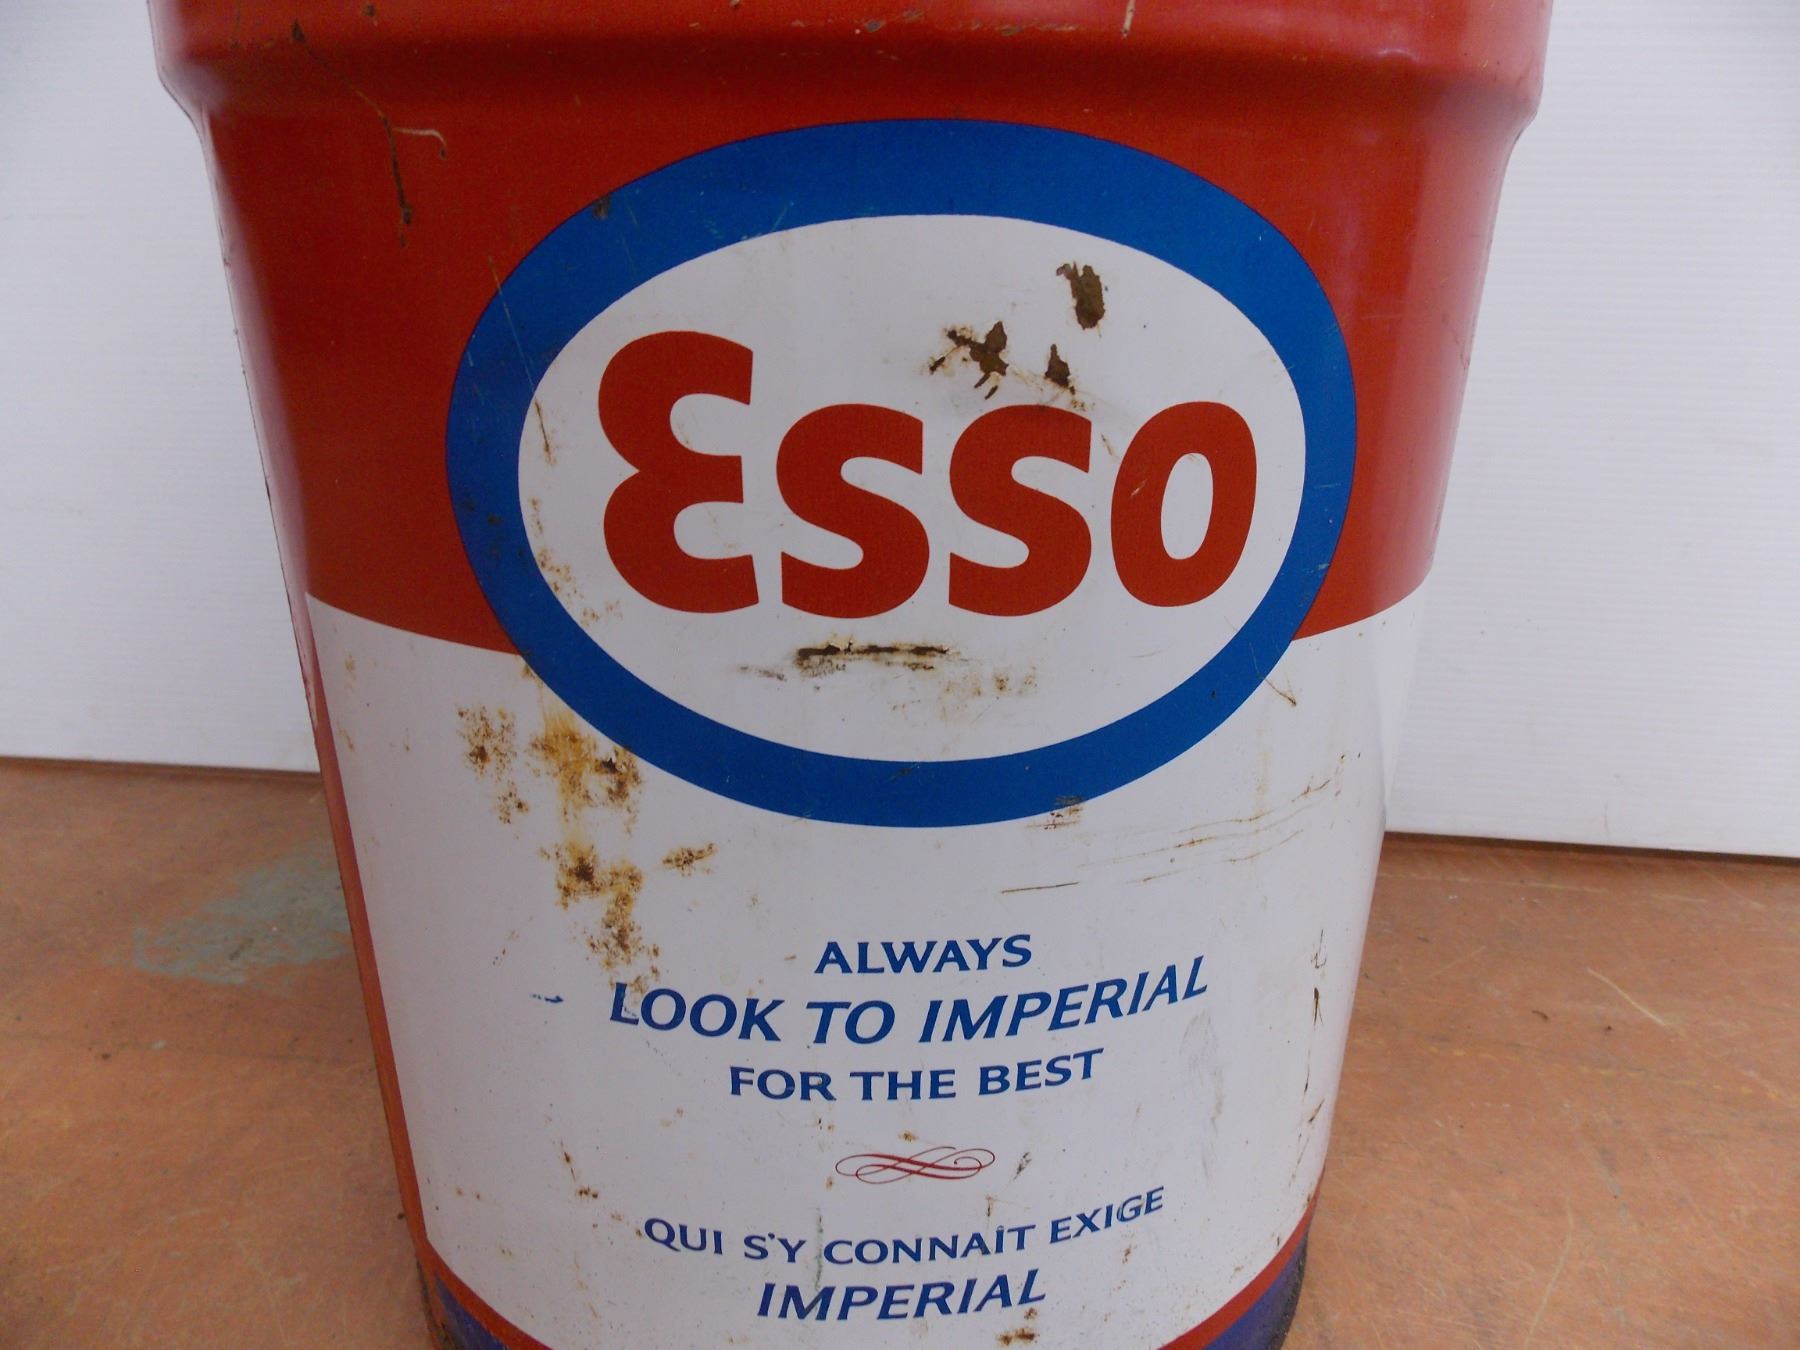 Esso
ALWAYS
LOOK TO IMPERIAL
FOR THE BEST
QUI S'Y CONNAÎT EXIGE
IMPERIAL